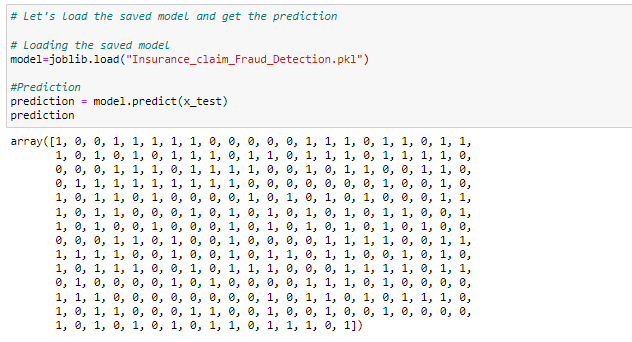 # Let's load the saved model and get the prediction
# Loading the saved model
model=joblib.load("Insurance_claim_Fraud_Detection.pkl")
#Prediction
prediction = model.predict(x_test)
prediction
array([1, 0, 0, 1, 1, 1, 1, 1, 0, 0, 0, 0, 0, 1, 1, 1, 0, 1, 1, 0, 1, 1,
1, 0, 1, 0, 1, 0, 1, 1, 1, 0, 1, 1, 0, 1, 1, 1, 0, 1, 1, 1, 1, 0,
0, 0, 0, 1, 1, 1, 0, 1, 1, 1, 1, 0, 0, 1, 0, 1, 1, 0, 0, 1, 1, 0,
0, 1, 1, 1, 1, 1, 1, 1, 1, 0, 0, 0, 0, 0, 0, 0, 1, 0, 0, 1, 0,
1, 0, 1, 1, 0, 1, 0, 0, 0, 0, 1, 0, 1, 0, 1, 0, 1, 0, 0, 0, 1, 1,
1, 0, 1, 1, 0, 0, 0, 1, 0, 1, 0, 1, 0, 1, 0, 1, 0, 1, 1, 0, 0, 1,
1, 0, 1, 0, 0, 1, 0, 0, 0, 1, 0, 1, 0, 1, 0, 1, 0, 1, 0, 1, 0, 0,
0, 0, 0, 1, 1, 0, 1, 0, 0, 1, 0, 0, 0, 0, 1, 1, 1, 1, 0, 0, 1, 1,
1, 1, 1, 1, 0, 0, 1, 0, 1, 0, 1, 1, 0, 1, 1, 0, 0, 1, 0, 1, 0,
1, 0, 1, 1, 1, 0, 0, 1, 0, 1, 1, 1, 0, 0, 0, 1, 1, 1, 1, 0, 1, 1,
0, 1, 0, 0, 0, 0, 1, 0, 1, 0, 0, 0, 0, 1, 1, 1, 0, 1, 0, 0, 0, 0,
1, 1, 1, 0, 0, 0, 0, 0, 0, 0, 0, 1, 0, 1, 1, 0, 1, 0, 1, 1, 1, 0,
1, 0, 1, 1, 0, 0, 0, 1, 1, 0, 0, 1, 0, 0, 1, 0, 0, 1, 0, 0, 0, 0,
1, 0, 1, 0, 1, 0, 1, 0, 1, 1, 0, 1, 1, 1, 0, 1])